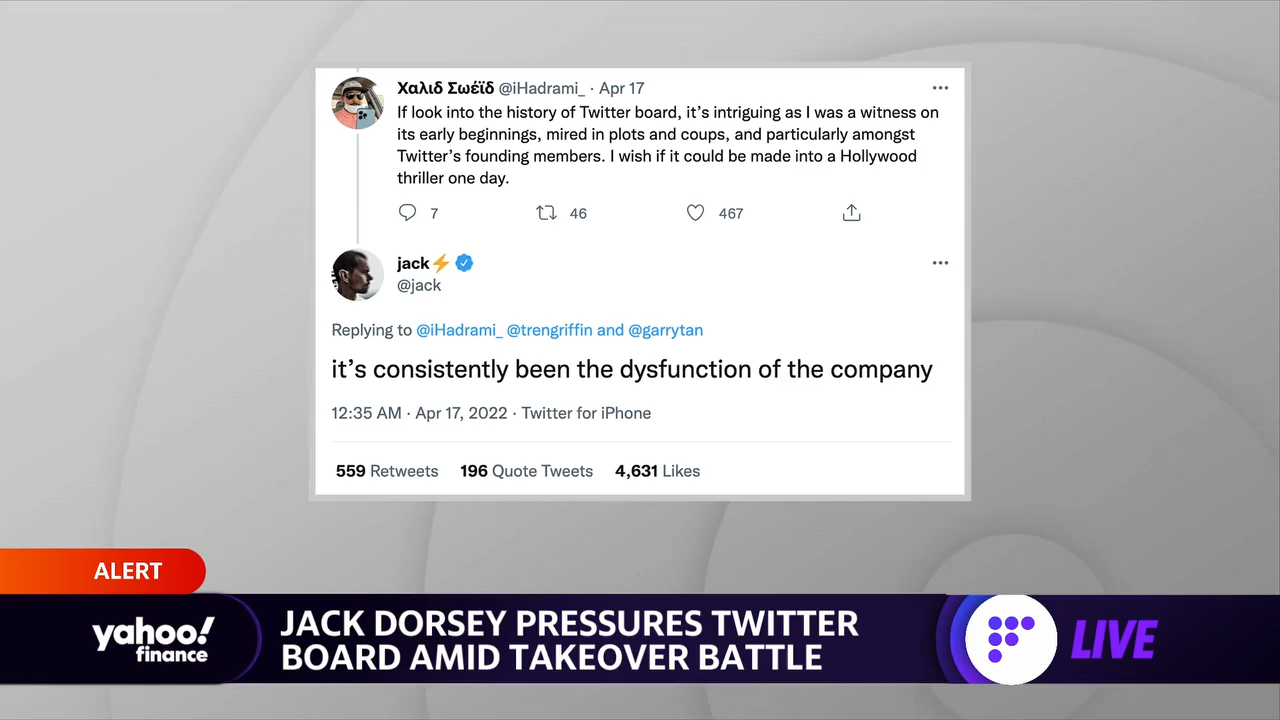 Χαλιδ Σωέϊδ @iHadrami_ · Apr 17
If look into the history of Twitter board, it's intriguing as I was a witness on
its early beginnings, mired in plots and coups, and particularly amongst
Twitter's founding members. I wish if it could be made into a Hollywood
thriller one day.
7 46 467
jack⚡
@jack
Replying to @iHadrami_ @trengriffin and @garrytan
it's consistently been the dysfunction of the company
12:35 AM · Apr 17, 2022 · Twitter for iPhone
559 Retweets 196 Quote Tweets 4,631 Likes
ALERT
yahoo!
finance
JACK DORSEY PRESSURES TWITTER
BOARD AMID TAKEOVER BATTLE
LIVE